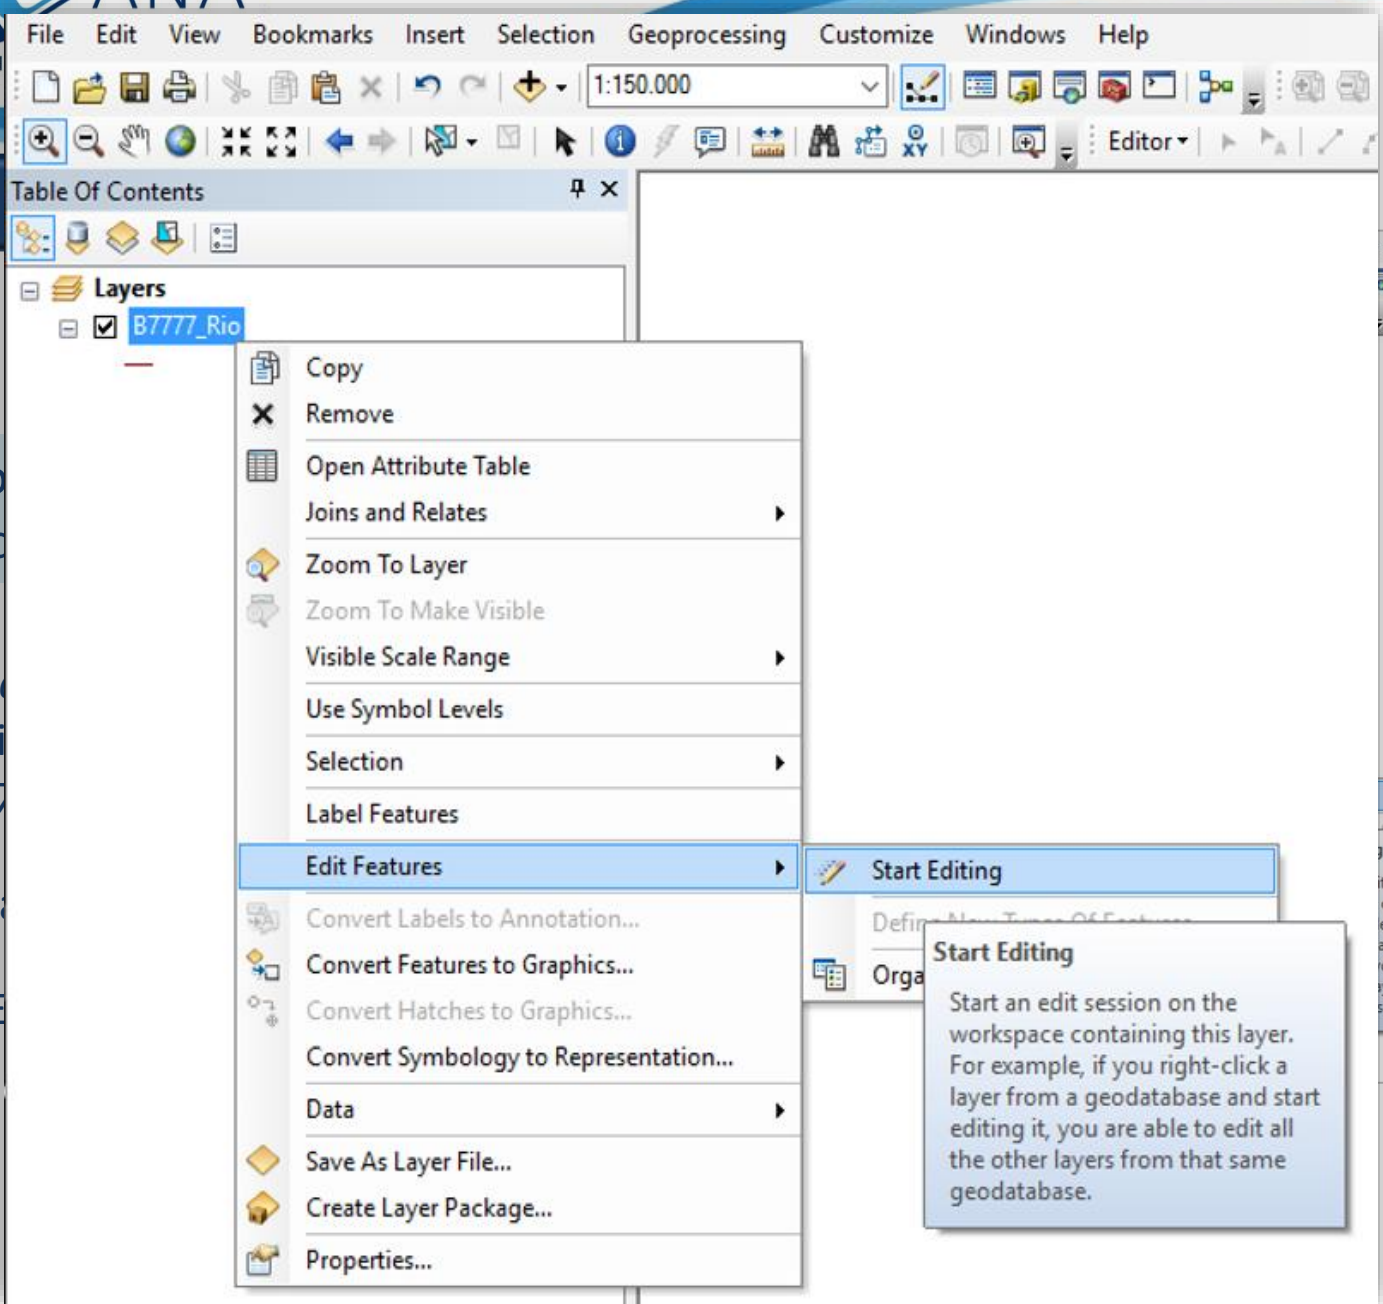 ANA
File Edit View Bookmarks Insert Selection Geoprocessing Customize Windows Help
1:150.000
Editor
Table Of Contents
Layers
B7777_Rio
Copy
Remove
Open Attribute Table
Joins and Relates
Zoom To Layer
Zoom To Make Visible
Visible Scale Range
Use Symbol Levels
Selection
Label Features
Edit Features
Start Editing
Convert Labels to Annotation...
Start Editing
Convert Features to Graphics...
Start an edit session on the
Convert Hatches to Graphics...
workspace containing this layer.
Convert Symbology to Representation...
For example, if you right-click a
layer from a geodatabase and start
Data
editing it, you are able to edit all
Save As Layer File...
the other layers from that same
Create Layer Package...
geodatabase.
Properties...